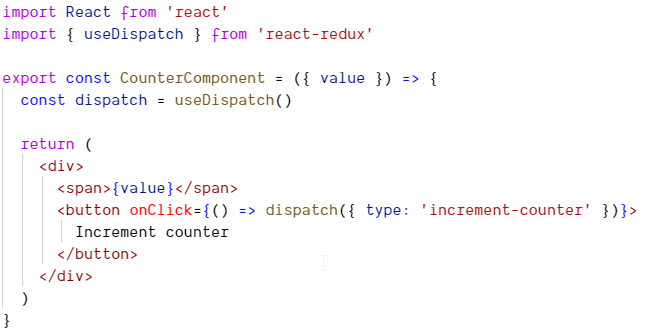 import React from 'react'
import { useDispatch } from 'react-redux'
export const CounterComponent = ({ value }) => {
const dispatch = useDispatch()
return (
<div>
<span>{value}</span>
<button onClick={() => dispatch({ type: 'increment-counter' })}>
Increment counter
</button>
</div>
)
}